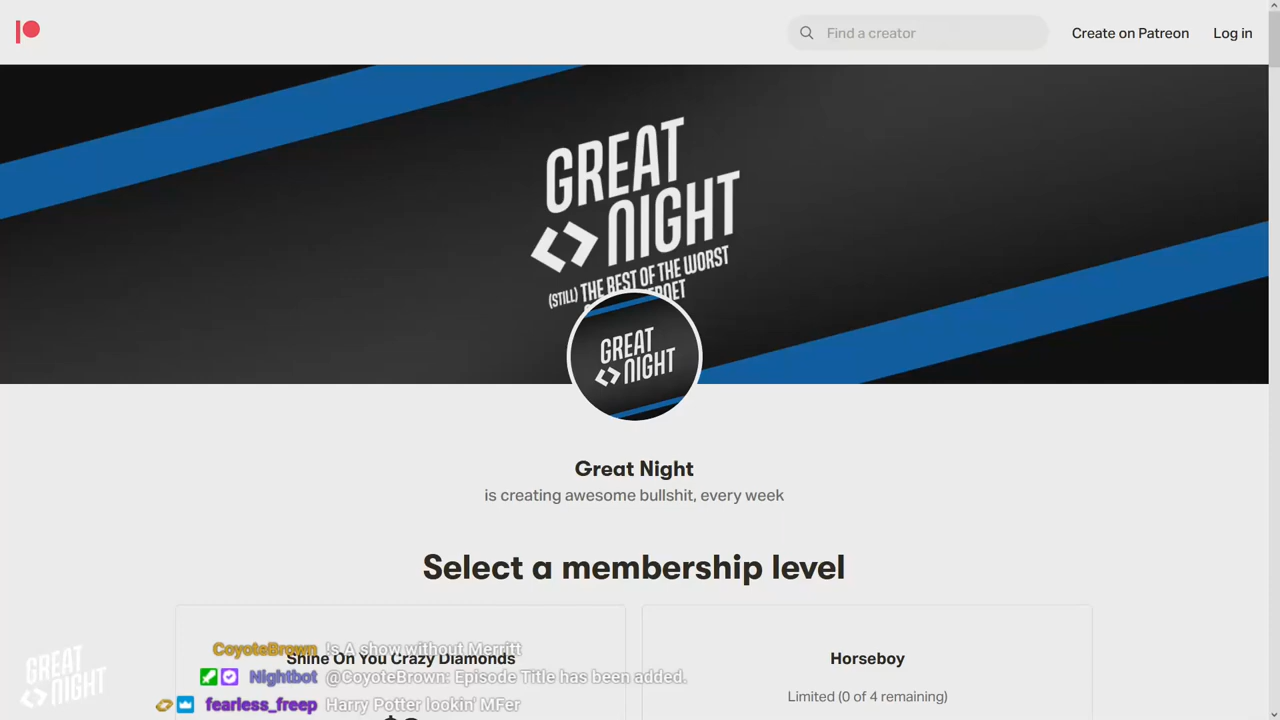 Find a creator
Create on Patreon
Log in
GREAT
NIGHT
(STILL) THE BEST OF THE WORST
GREAT
NIGHT
Great Night
is creating awesome bullshit, every week
Select a membership level
CoyoteBrown !s A show without Merritt
Shine On You Crazy Diamonds
Horseboy
Nightbot @CoyoteBrown: Episode Title has been added.
Limited (0 of 4 remaining)
fearless_freep Harry Potter lookin' MFer
GREAT
NIGHT